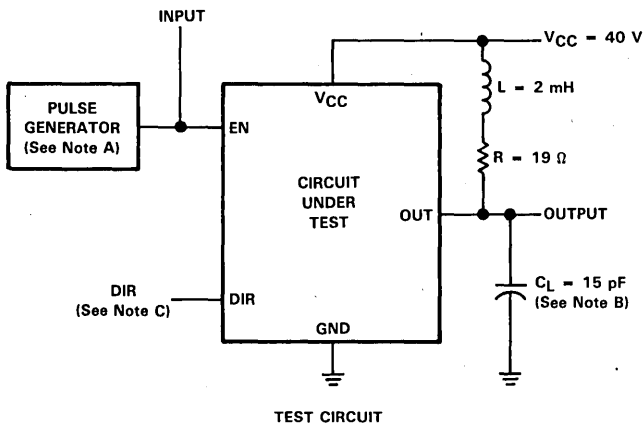 INPUT
VCC = 40 V
PULSE
GENERATOR
(See Note A)
VCC
L = 2 mH
EN
R = 19 Ω
CIRCUIT
UNDER
TEST
OUT
OUTPUT
DIR
(See Note C)
DIR
CL = 15 pF
(See Note B)
GND
TEST CIRCUIT